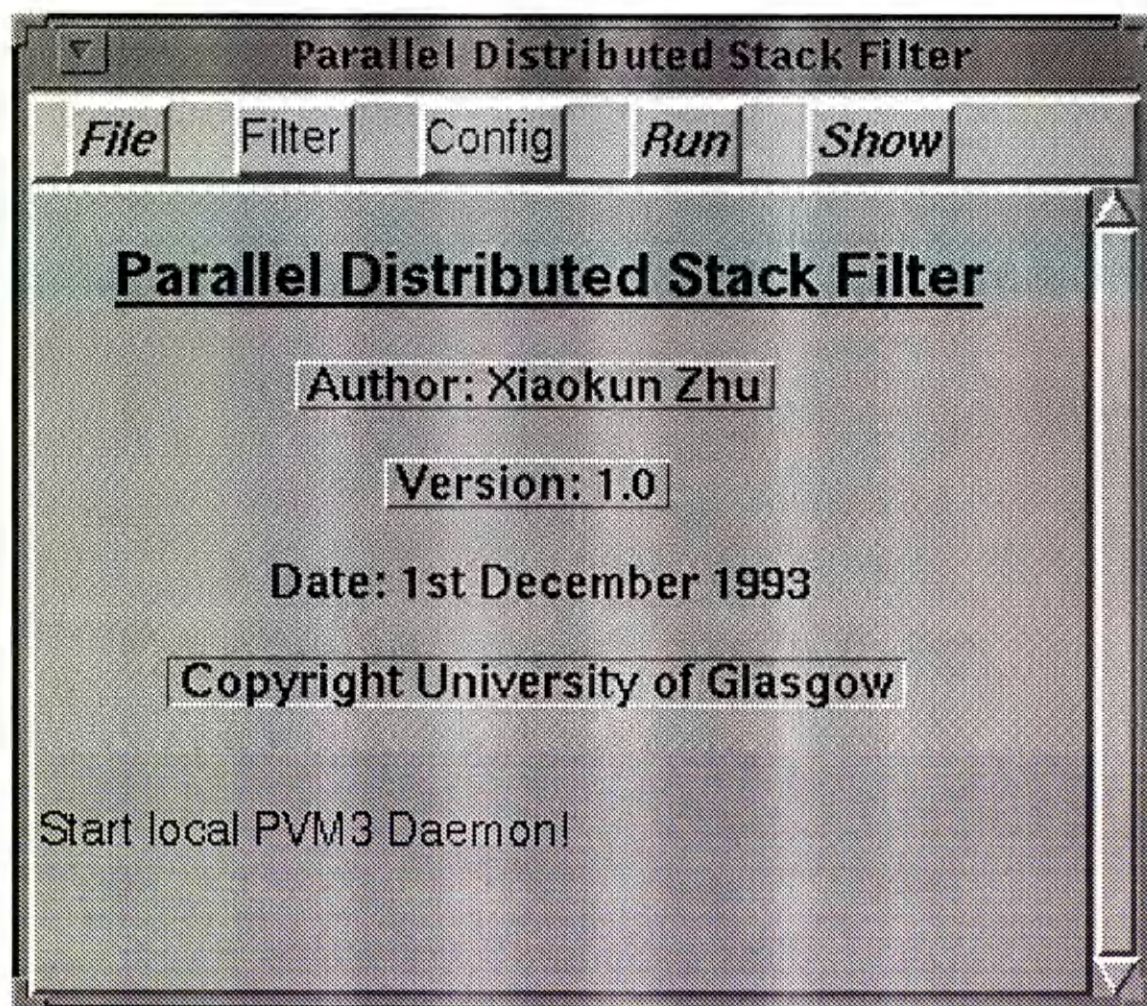 Parallel Distributed Stack Filter
File Filter Config Run Show
Parallel Distributed Stack Filter
Author: Xiaokun Zhu
Version: 1.0
Date: 1st December 1993
Copyright University of Glasgow
Start local PVM3 Daemon!